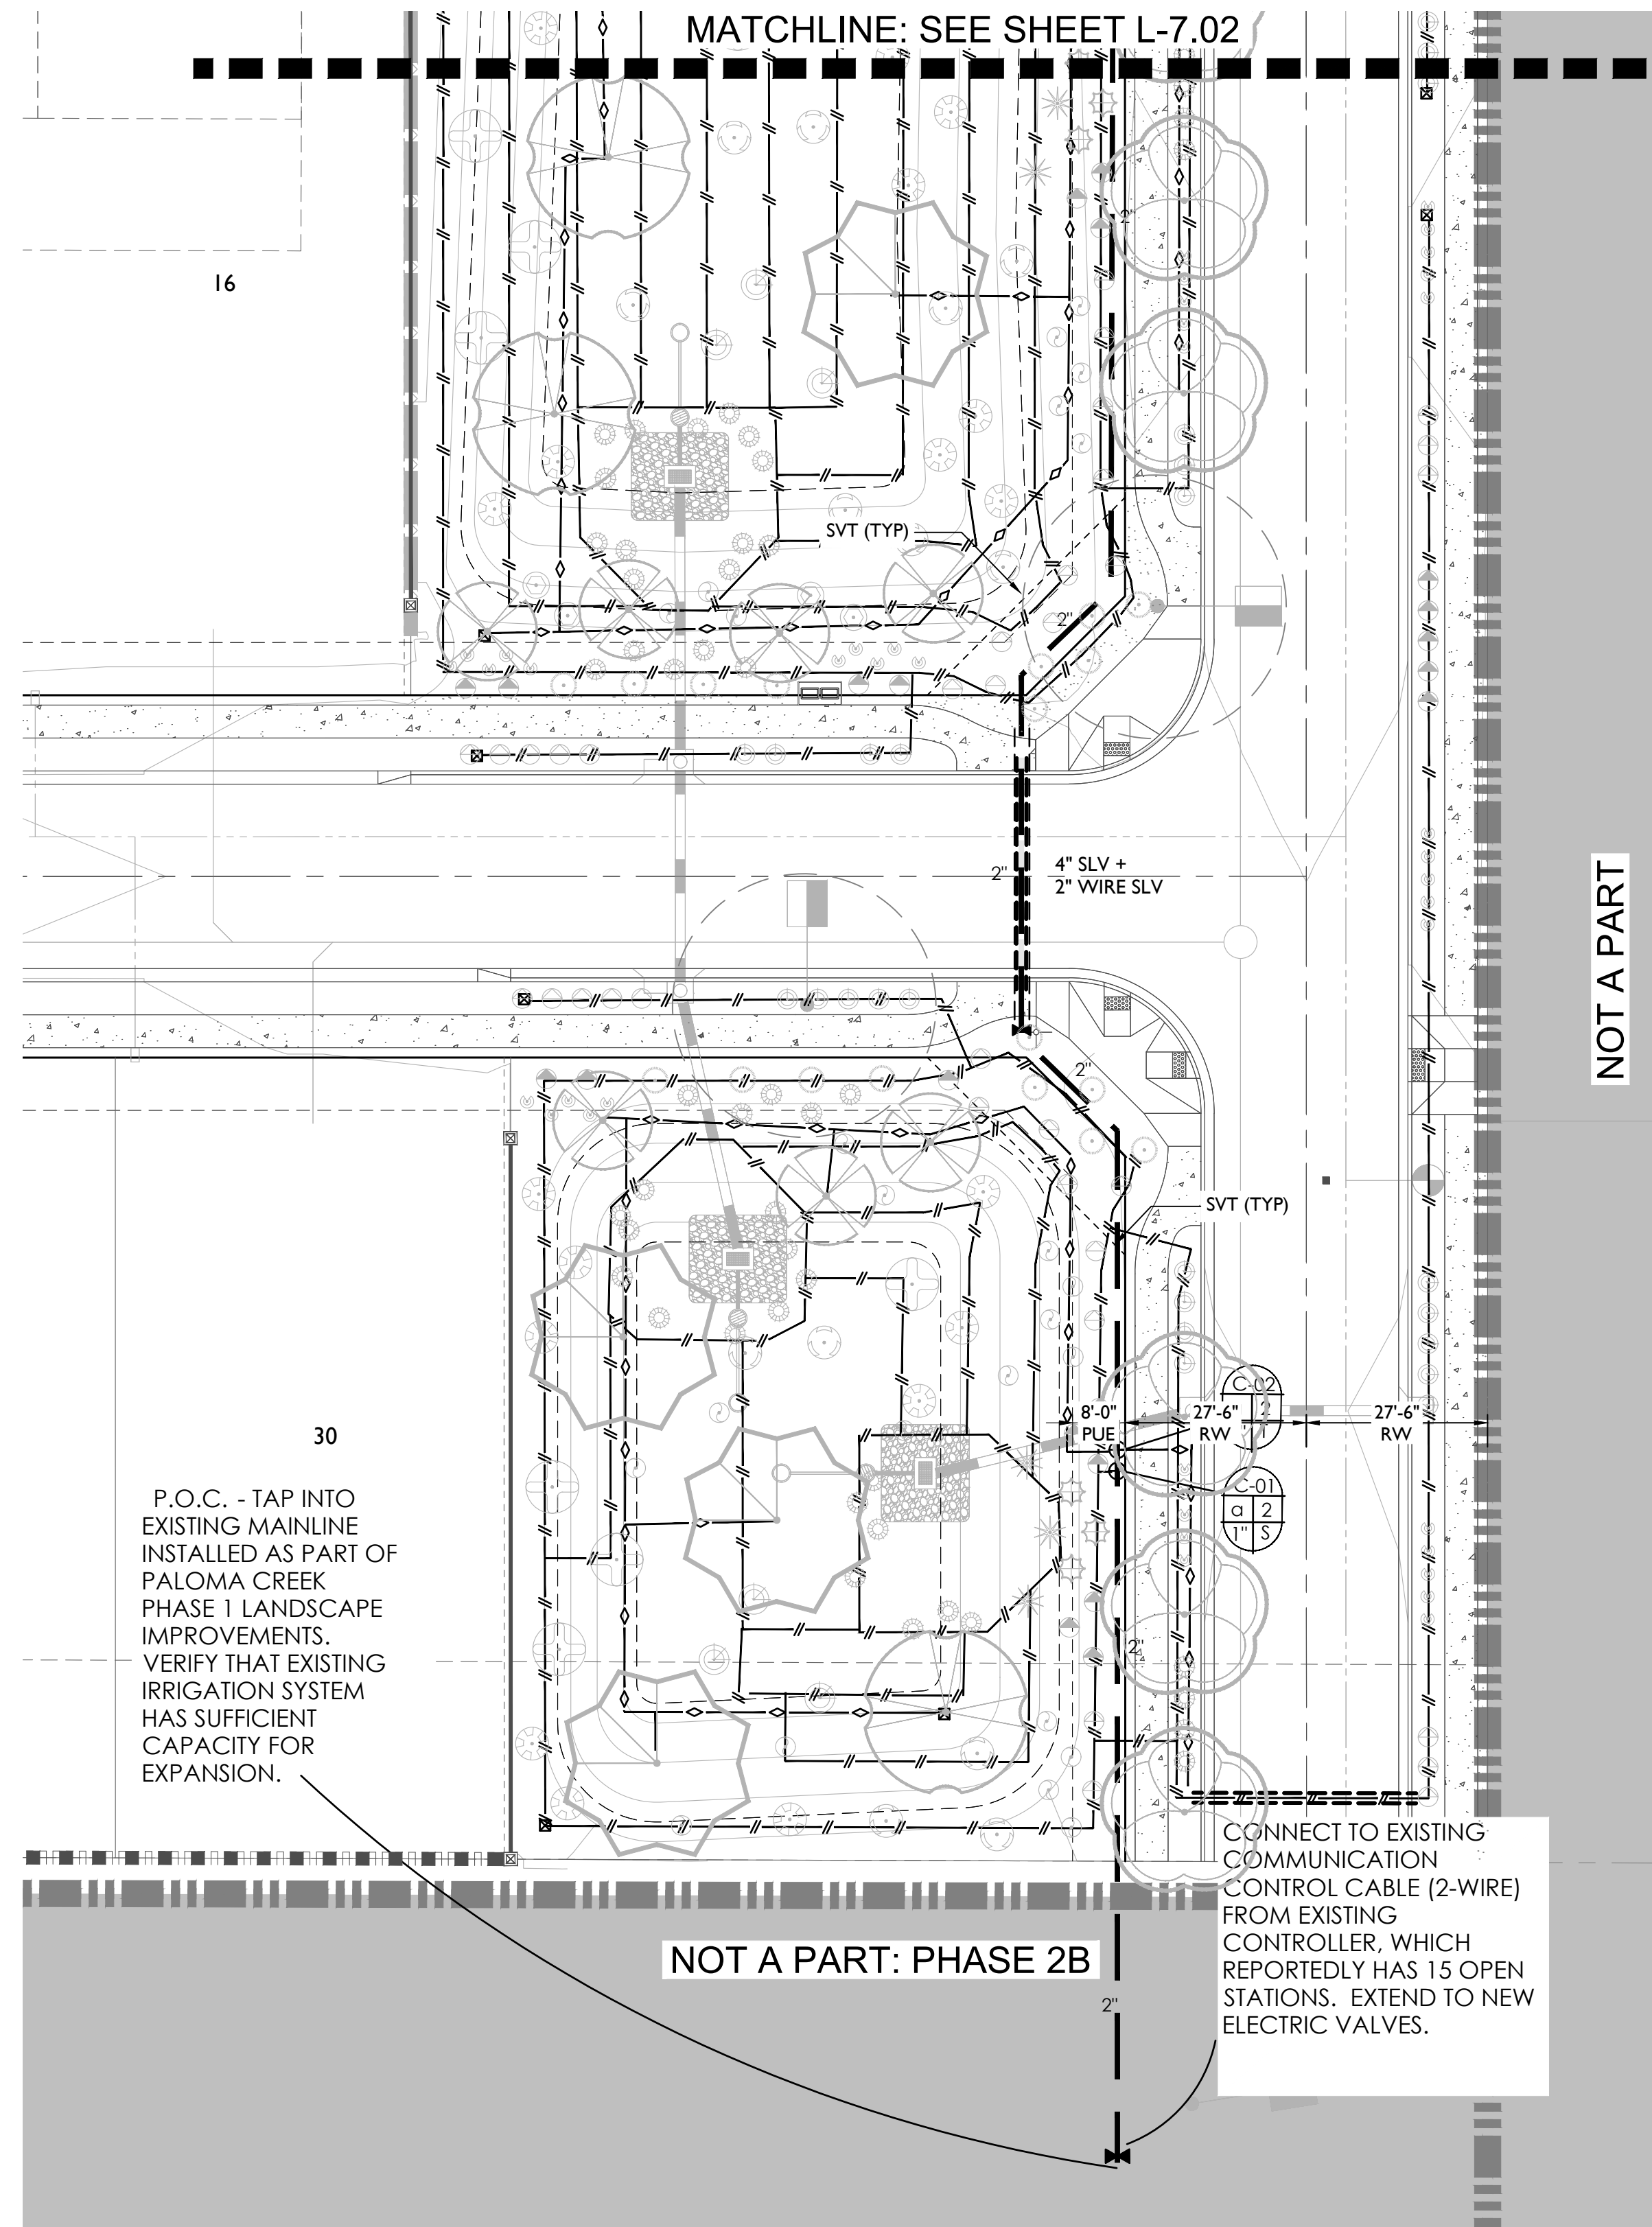 MATCHLINE: SEE SHEET L-7.02
2"
16
SVT (TYP)
2"
2"
4" SLV +
2" WIRE SLV
NOT A PART
2"
SVT (TYP)
C-02
2
30
8'-0"
PUE
27'-6"
RW
27'-6"
RW
C-01
a 2
1" S
P.O.C. - TAP INTO
EXISTING MAINLINE
INSTALLED AS PART OF
PALOMA CREEK
PHASE 1 LANDSCAPE
IMPROVEMENTS.
VERIFY THAT EXISTING
IRRIGATION SYSTEM
HAS SUFFICIENT
CAPACITY FOR
EXPANSION.
2"
CONNECT TO EXISTING
COMMUNICATION
CONTROL CABLE (2-WIRE)
FROM EXISTING
CONTROLLER, WHICH
REPORTEDLY HAS 15 OPEN
STATIONS. EXTEND TO NEW
ELECTRIC VALVES.
NOT A PART: PHASE 2B
2"